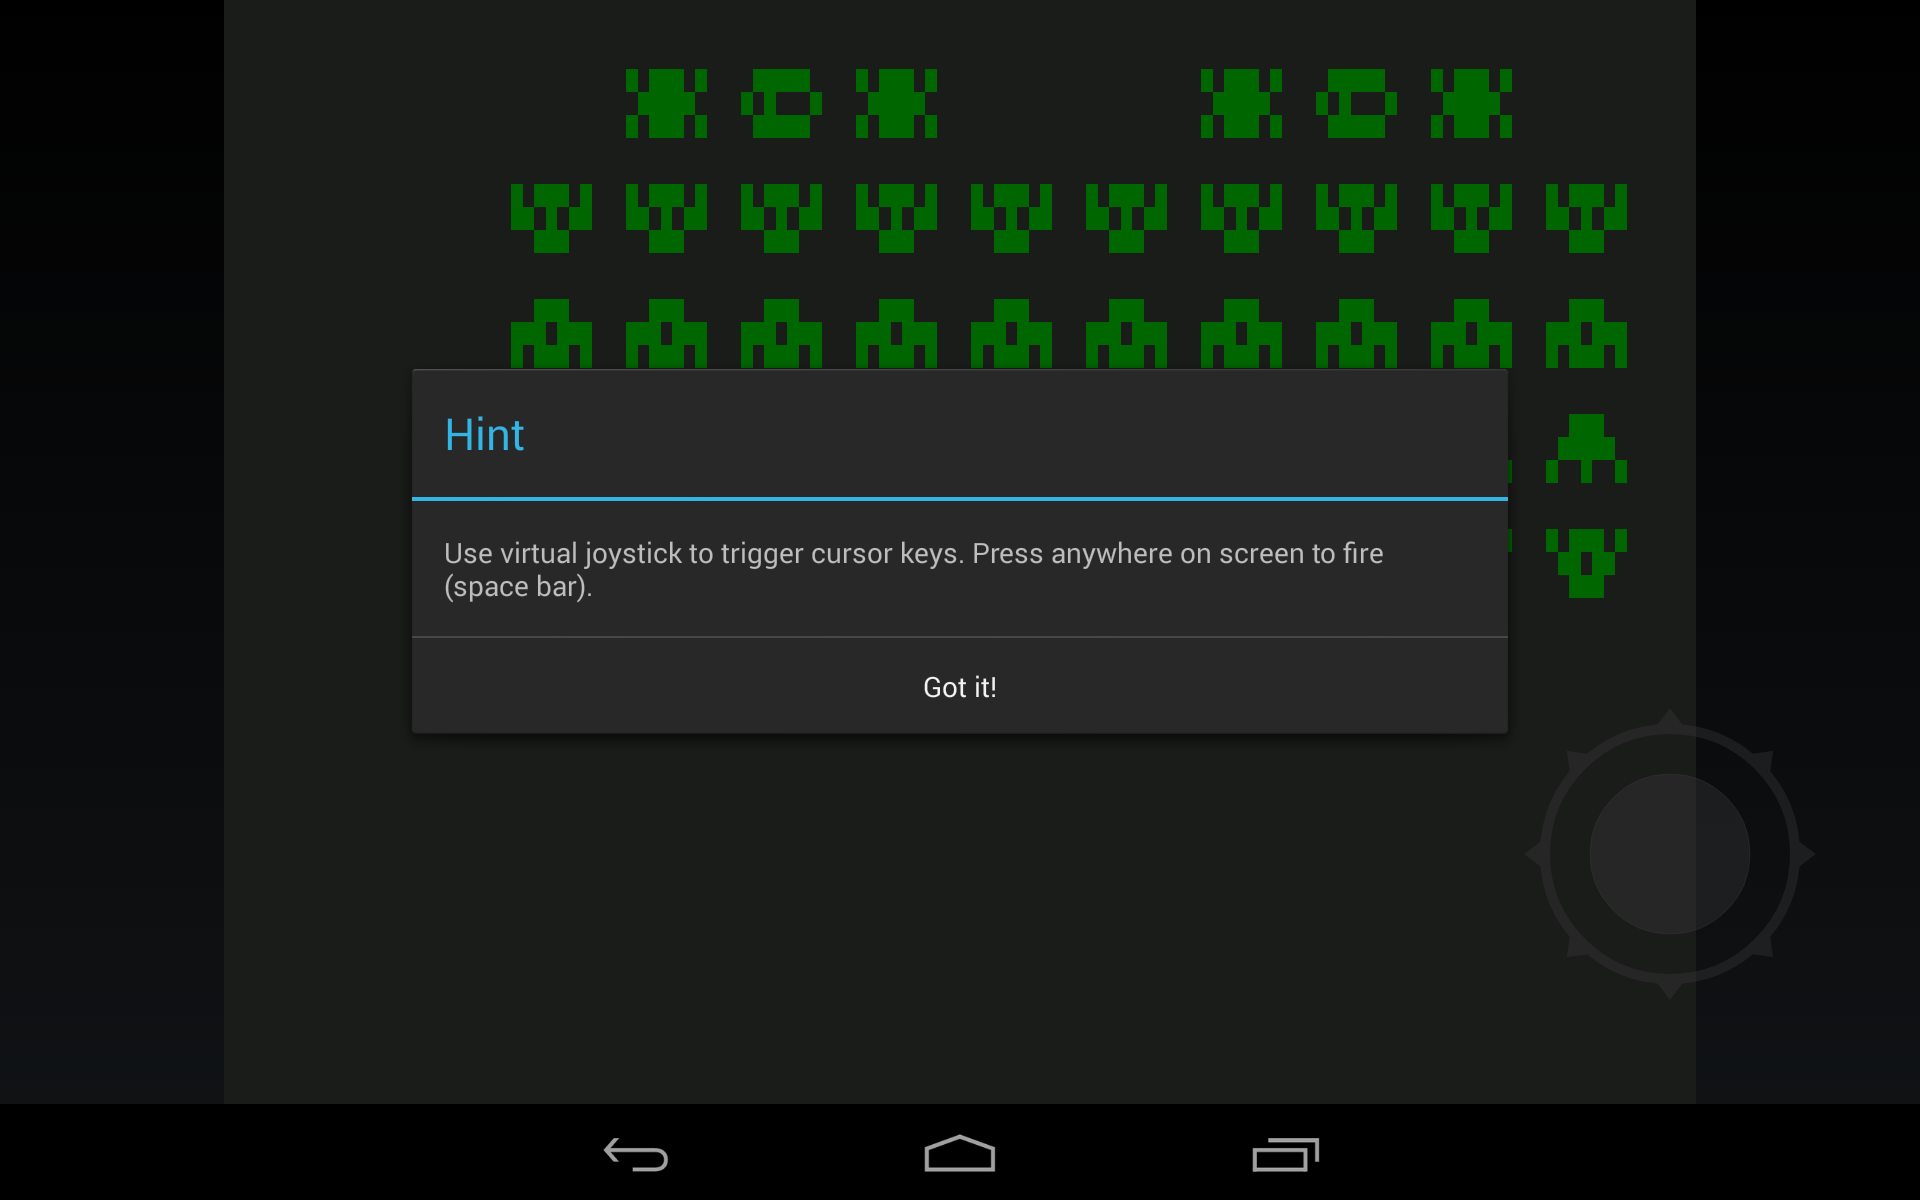 Hint
Use virtual joystick to trigger cursor keys. Press anywhere on screen to fire
(space bar).
Got it!